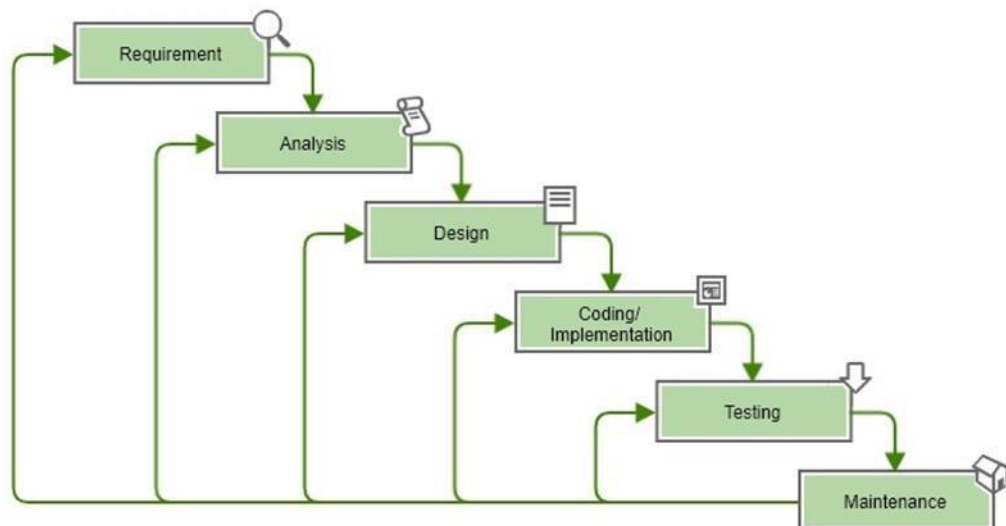 Requirement
Analysis
Design
Coding/
Implementation
Testing
Maintenance